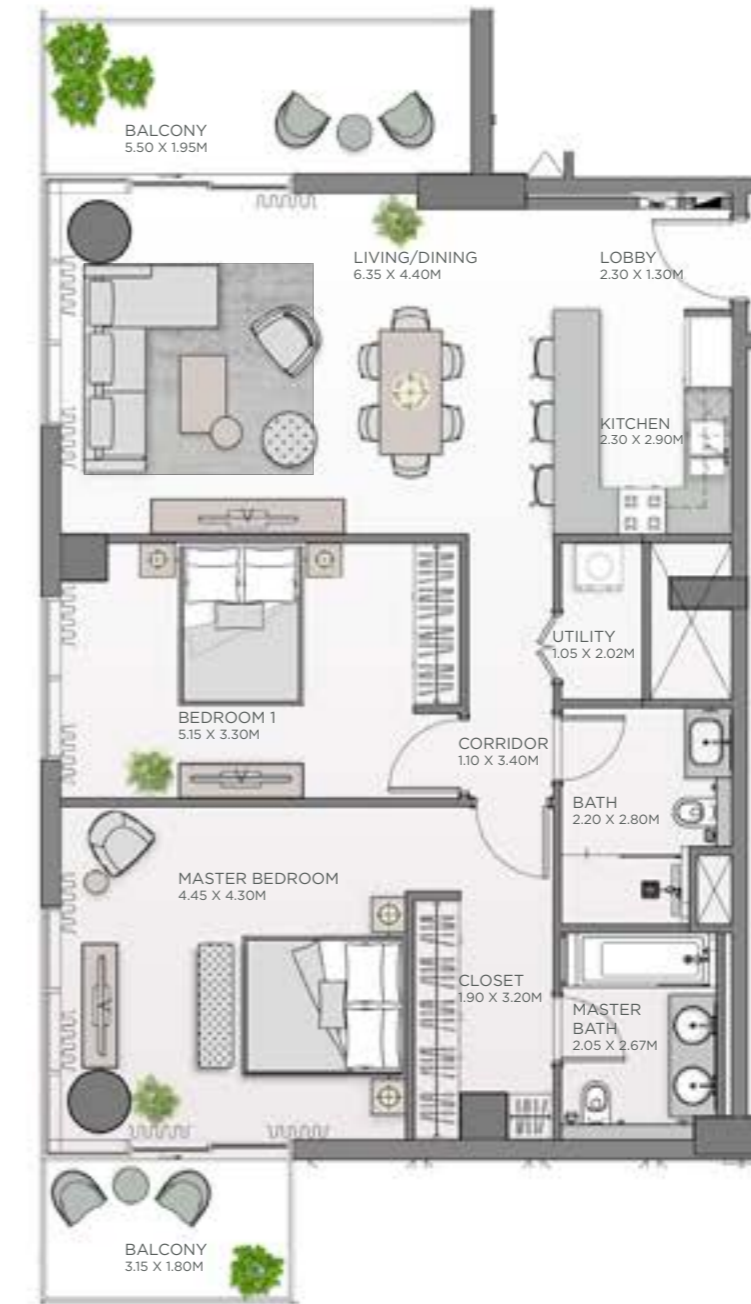 BALCONY
5.50 X 1.95M
LIVING/DINING
6.35 X 4.40M
LOBBY
2.30 X 1.30M
KITCHEN
2.30 X 2.90M
UTILITY
1.05 X 2.02M
BEDROOM 1
5.15 X 3.30M
CORRIDOR
1.10 X 3.40M
BATH
2.20 X 2.80M
MASTER BEDROOM
4.45 X 4.30M
CLOSET
1.90 X 3.20M
MASTER
BATH
2.05 X 2.67M
BALCONY
3.15 X 1.80M